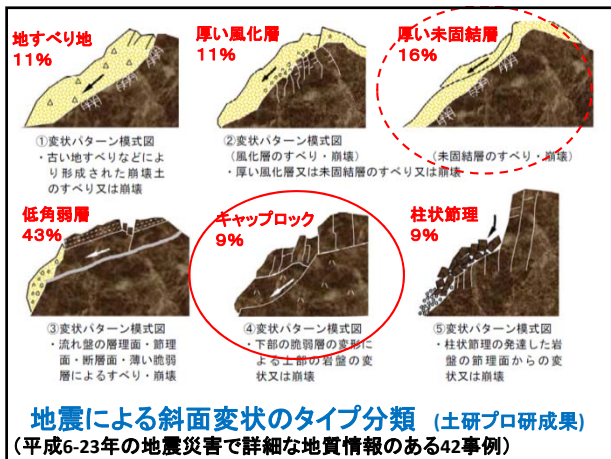 地すべり地
11%
厚い風化層
11%
厚い未固結層
16%
①変状パターン模式図
・古い地すべりなどによ
り形成された崩壊土
のすべり又は崩壊
②変状パターン模式図
(風化層のすべり・崩壊)
(未固結層のすべり・崩壊)
・厚い風化層又は未固結層のすべり又は崩壊
低角弱層
43%
キャップロック
9%
柱状節理
9%
③変状パターン模式図
・流れ盤の層理面・節理
面・断層面・薄い脆弱
層によるすべり・崩壊
④変状パターン模式図
・下部の脆弱層の変形に
よる上部の岩盤の変
状又は崩壊
⑤変状パターン模式図
・柱状節理の発達した岩
盤の節理面からの変
状又は崩壊
地震による斜面変状のタイプ分類 (土研プロ研成果)
(平成6-23年の地震災害で詳細な地質情報のある42事例)